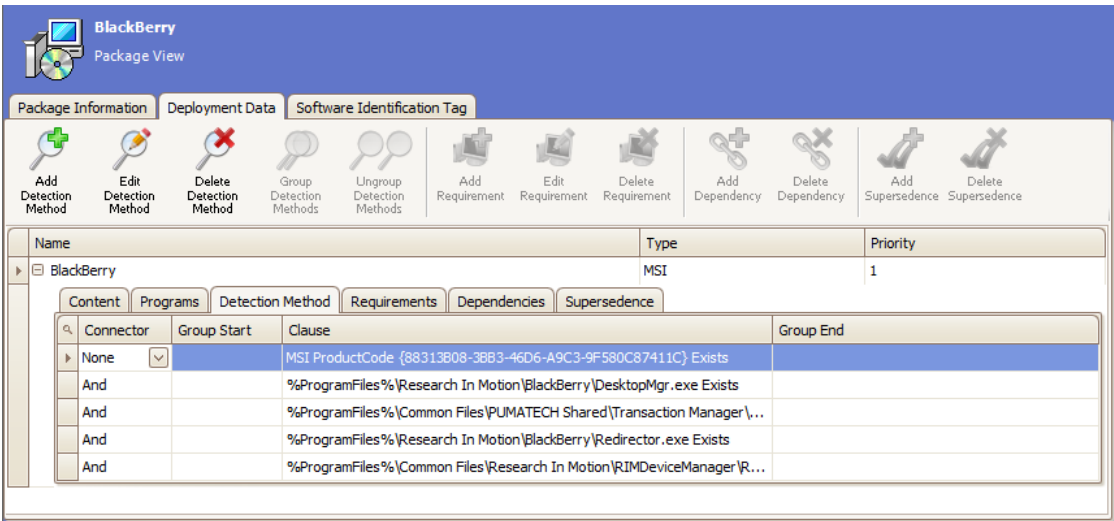 BlackBerry
Package View
Package Information Deployment Data Software Identification Tag
Add Detection Method
Edit Detection Method
Delete Detection Method
Group Detection Methods
Ungroup Detection Methods
Add Requirement
Edit Requirement
Delete Requirement
Add Dependency
Delete Dependency
Add Supersedence
Delete Supersedence
Name Type Priority
BlackBerry MSI 1
Content Programs Detection Method Requirements Dependencies Supersedence
Connector Group Start Clause Group End
None MSI ProductCode {88313B08-3BB3-46D6-A9C3-9F580C87411C} Exists
And %ProgramFiles%\Research In Motion\BlackBerry\DesktopMgr.exe Exists
And %ProgramFiles%\Common Files\PUMATECH Shared\Transaction Manager\...
And %ProgramFiles%\Research In Motion\BlackBerry\Redirector.exe Exists
And %ProgramFiles%\Common Files\Research In Motion\RIMDeviceManager\R...